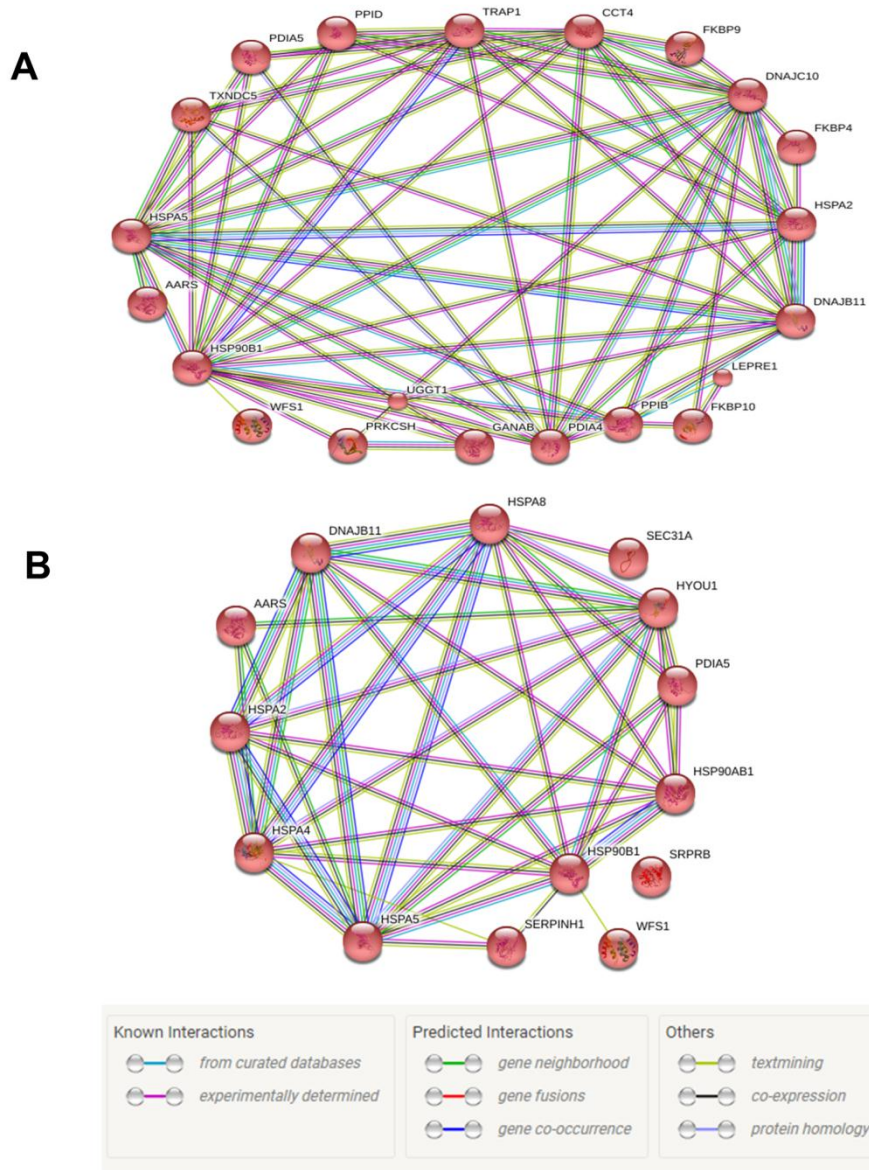 A
PPID
TRAP1
CCT4
PDIA5
FKBP9
TXNDC5
DNAJC10
FKBP4
HSPA5
HSPA2
AARS
DNAJB11
HSP90B1
LEPRE1
UGGT1
WFS1
PRKCSH
GANAB
PDIA4
PPIB
FKBP10
B
HSPA8
DNAJB11
SEC31A
HYOU1
AARS
PDIA5
HSPA2
HSP90AB1
HSPA4
HSP90B1
SRPRB
HSPA5
SERPINH1
WFS1
Known Interactions
from curated databases
experimentally determined
Predicted Interactions
gene neighborhood
gene fusions
gene co-occurrence
Others
textmining
co-expression
protein homology